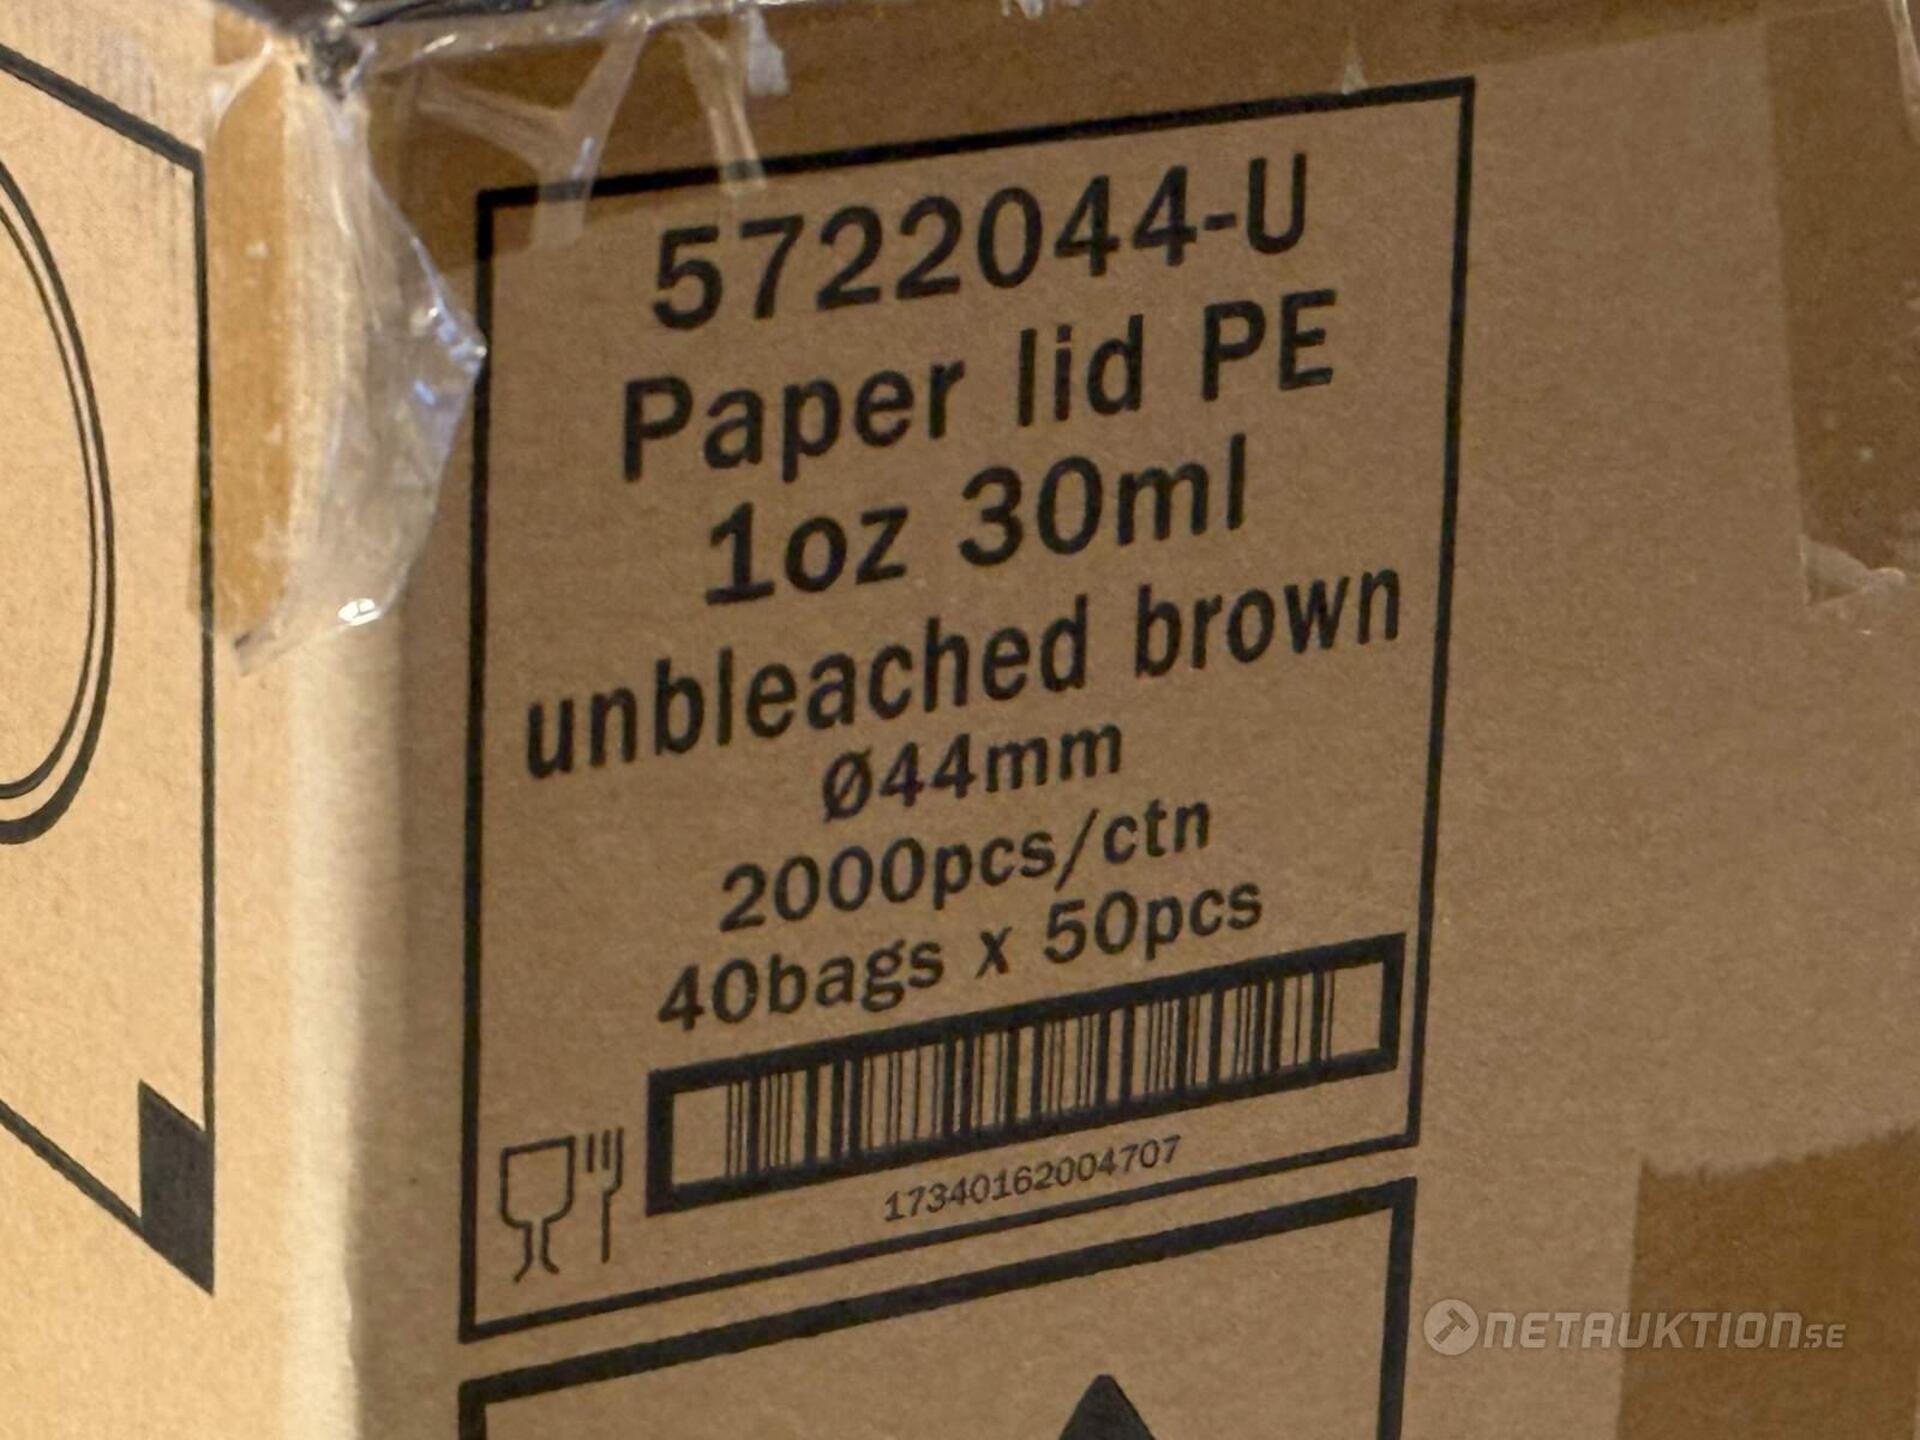 5722044-U
Paper lid PE
1oz 30ml
unbleached brown
Ø44mm
2000pcs/ctn
40bags x 50pcs
17340162004707
NETAUKTION.SE